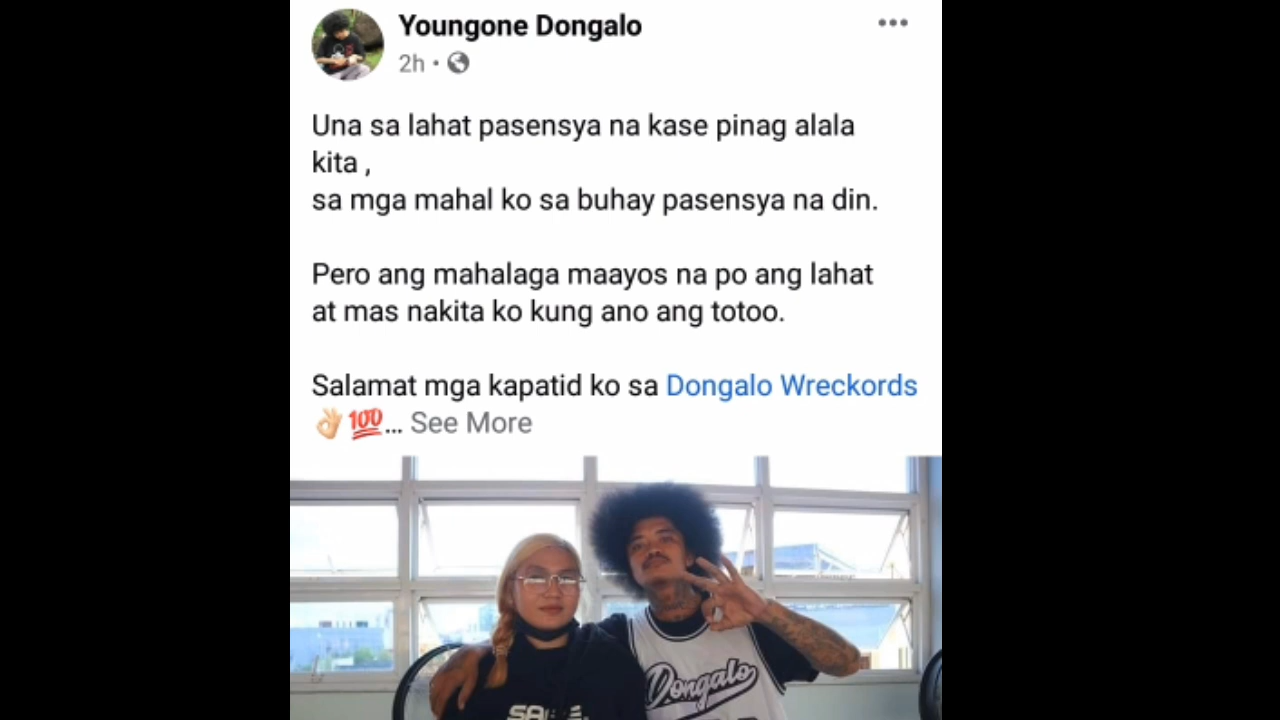 Youngone Dongalo
2h •
Una sa lahat pasensya na kase pinag alala
kita ,
sa mga mahal ko sa buhay pasensya na din.
Pero ang mahalaga maayos na po ang lahat
at mas nakita ko kung ano ang totoo.
Salamat mga kapatid ko sa Dongalo Wreckords
👌🏻💯... See More
Dongalo